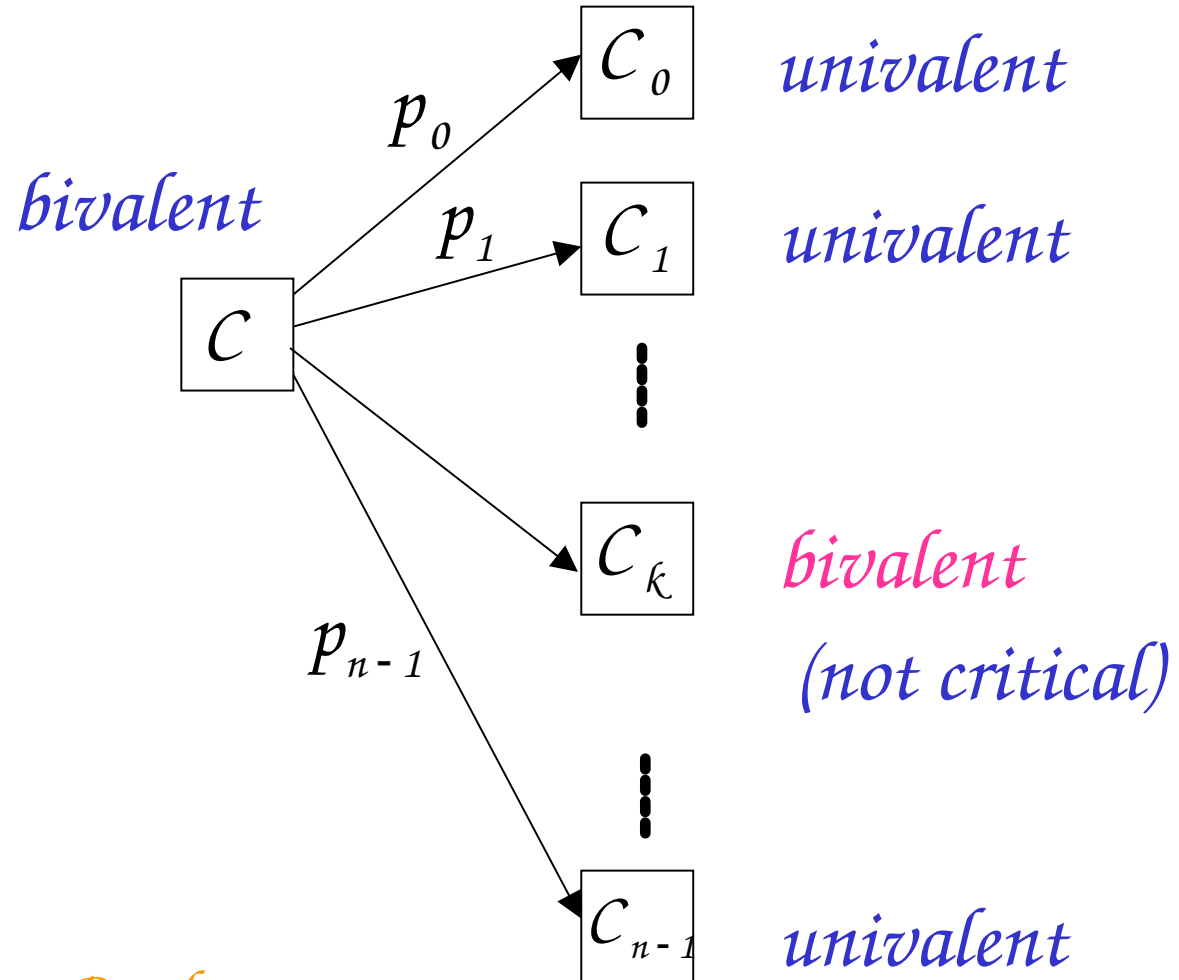 C₀ univalent
p₀
bivalent
p₁ C₁ univalent
C
Cₖ bivalent
(not critical)
pₙ₋₁
Cₙ₋₁ univalent